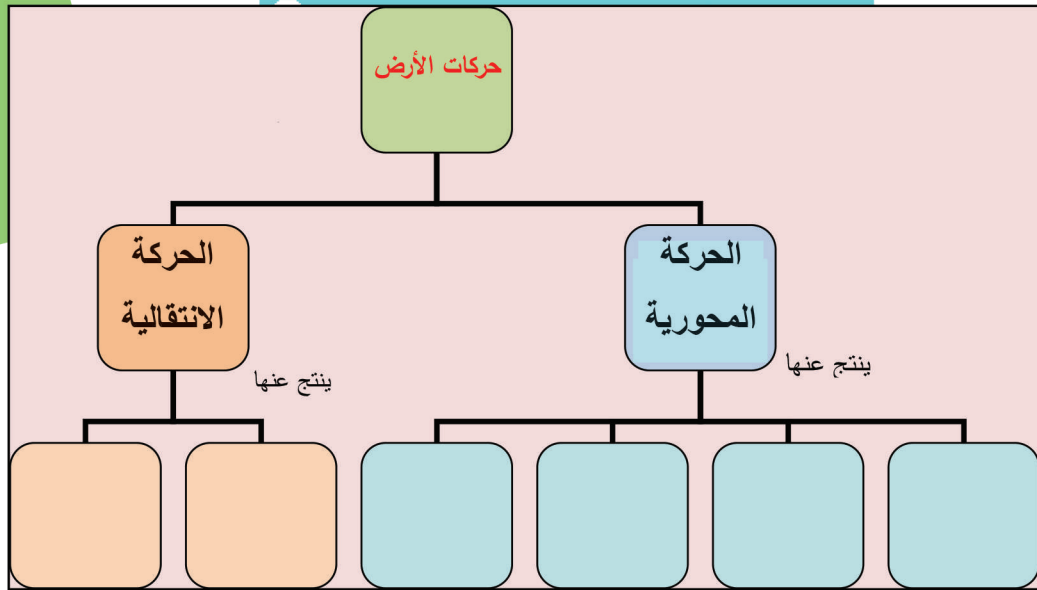 حركات الأرض
الحركة
المحورية
ينتج عنها
الحركة
الانتقالية
ينتج عنها